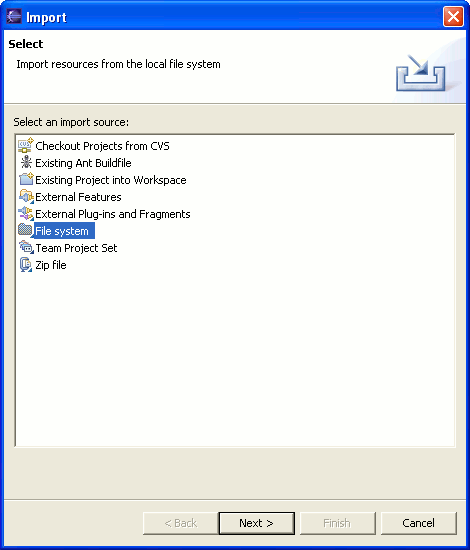 Import
Select
Import resources from the local file system
Select an import source:
Checkout Projects from CVS
Existing Ant Buildfile
Existing Project into Workspace
External Features
External Plug-ins and Fragments
File system
Team Project Set
Zip file
< Back
Next >
Finish
Cancel